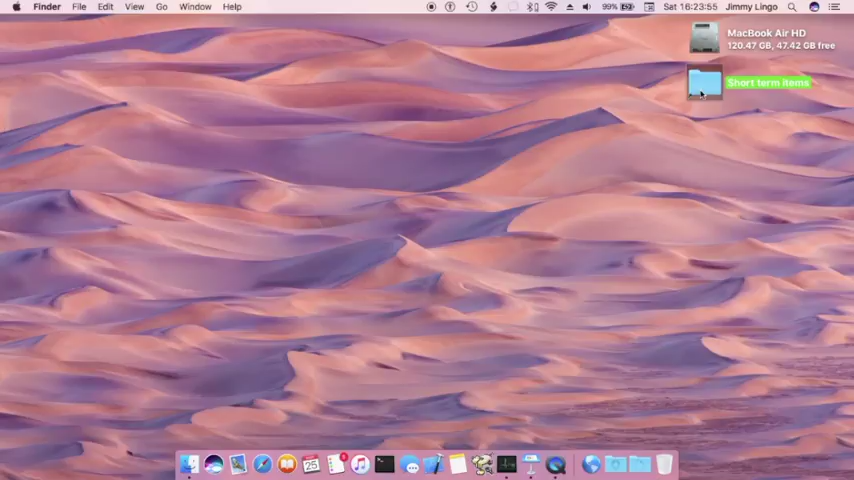 Finder File Edit View Go Window Help 99% Sat 16:23:55 Jimmy Lingo
MacBook Air HD
120.47 GB, 47.42 GB free
Short term items
25